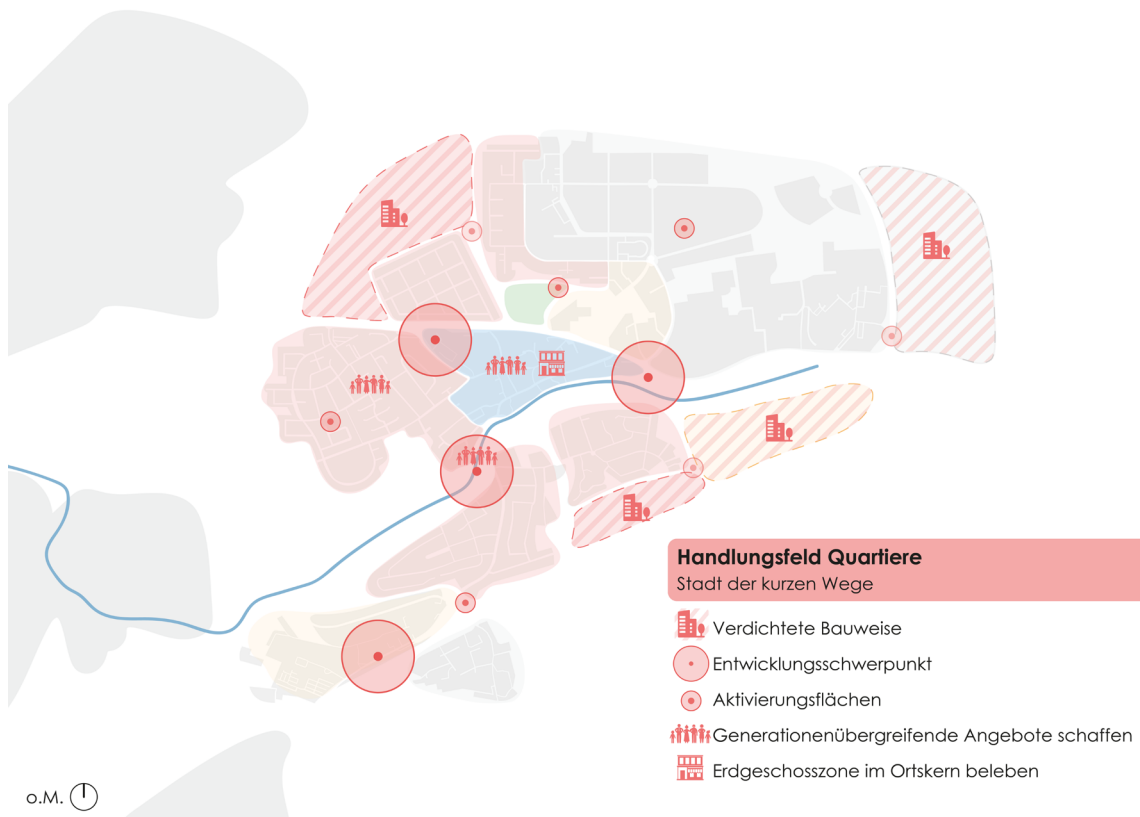 Handlungsfeld Quartiere
Stadt der kurzen Wege
Verdichtete Bauweise
Entwicklungsschwerpunkt
Aktivierungsflächen
Generationenübergreifende Angebote schaffen
Erdgeschosszone im Ortskern beleben
o.M.